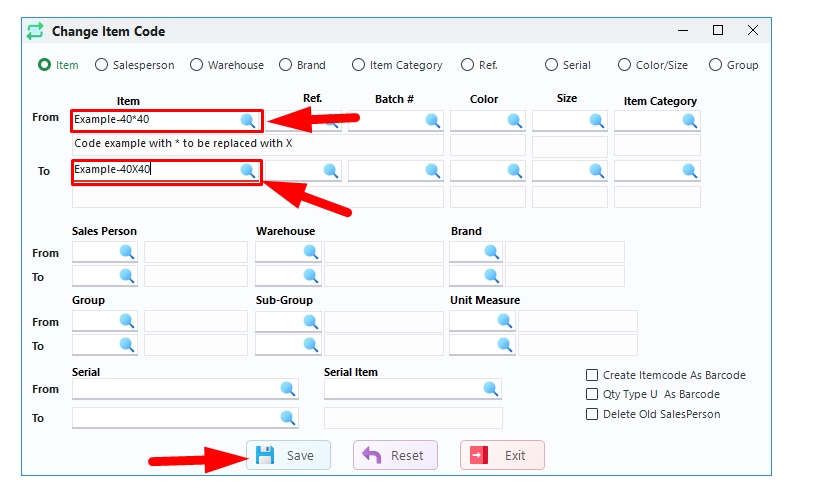 Change Item Code
Item Salesperson Warehouse Brand Item Category Ref. Serial Color/Size Group
Item Ref. Batch # Color Size Item Category
From Example-40*40
Code example with * to be replaced with X
To Example-40X40
Sales Person Warehouse Brand
From
To
Group Sub-Group Unit Measure
From
To
Serial Serial Item
From
To
Create Itemcode As Barcode
Qty Type U As Barcode
Delete Old SalesPerson
Save Reset Exit